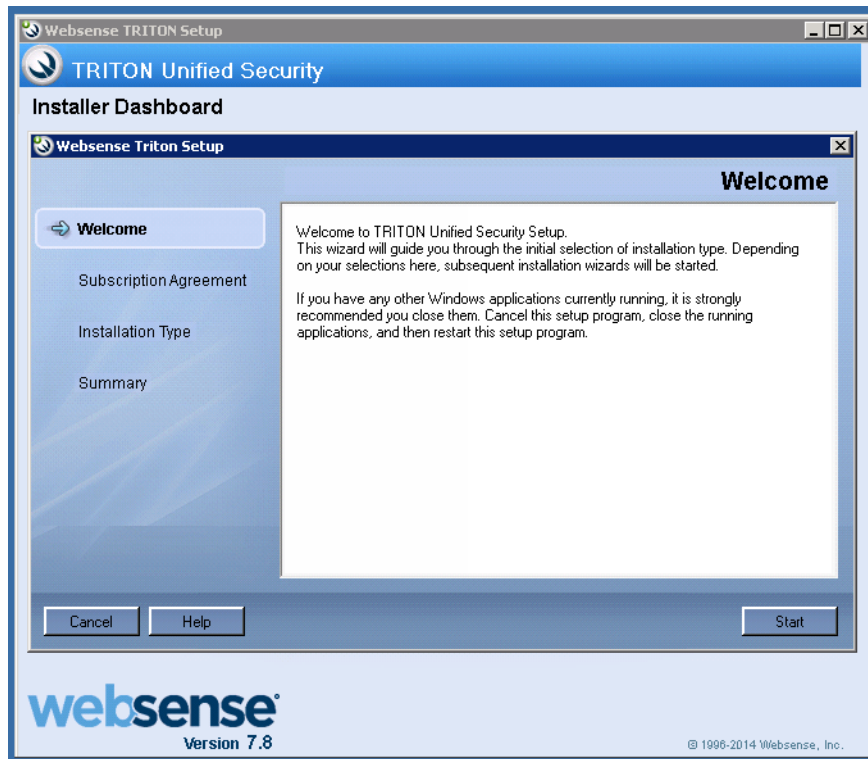 Websense TRITON Setup
TRITON Unified Security
Installer Dashboard
Websense Triton Setup
Welcome
Welcome
Subscription Agreement
Installation Type
Summary
Welcome to TRITON Unified Security Setup.
This wizard will guide you through the initial selection of installation type. Depending
on your selections here, subsequent installation wizards will be started.
If you have any other Windows applications currently running, it is strongly
recommended you close them. Cancel this setup program, close the running
applications, and then restart this setup program.
Cancel
Help
Start
websense
Version 7.8
© 1996-2014 Websense, Inc.